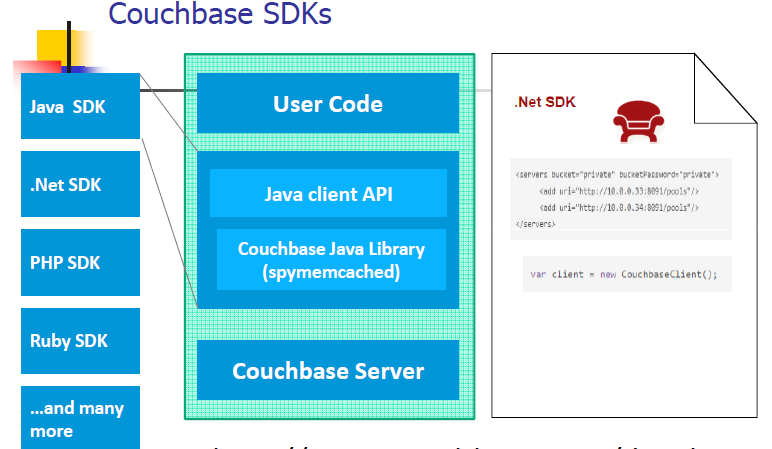 Couchbase SDKs
Java SDK
.Net SDK
PHP SDK
Ruby SDK
...and many
more
User Code
Java client API
Couchbase Java Library
(spymemcached)
Couchbase Server
.Net SDK
<servers bucket="private" bucketPassword="private">
<add uri="http://10.0.0.33:8091/pools"/>
<add uri="http://10.0.0.34:8091/pools"/>
</servers>
var client = new CouchbaseClient();